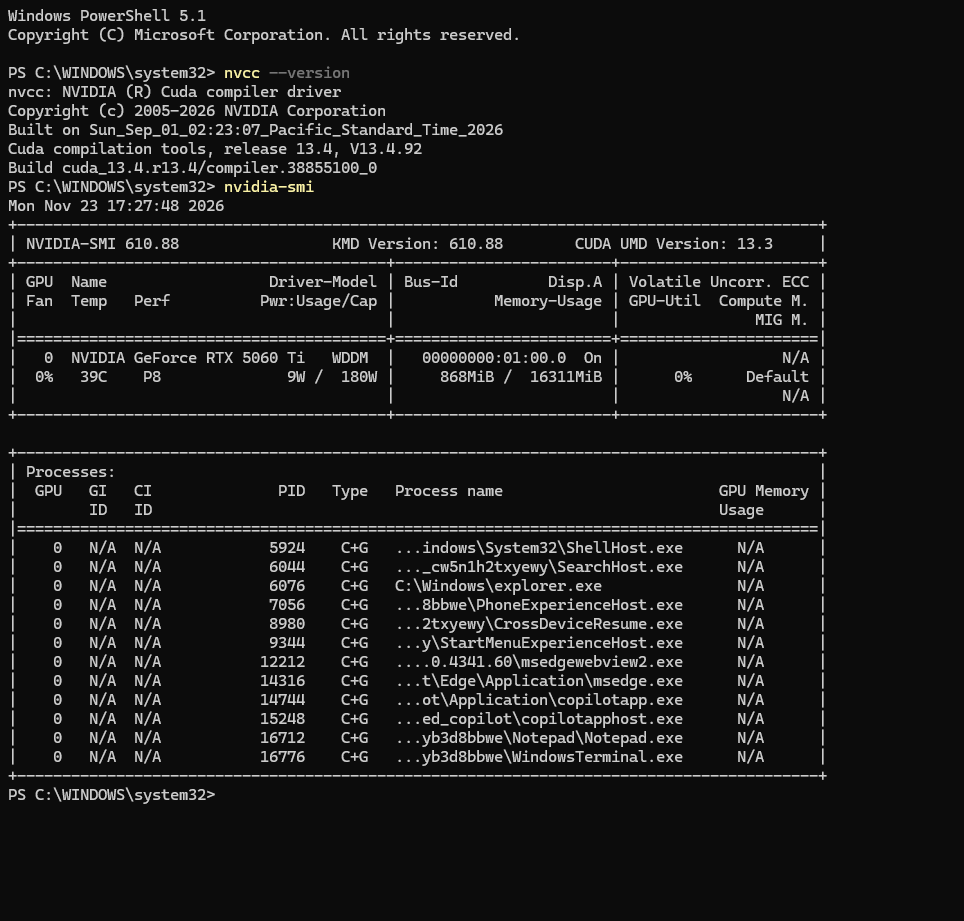 Windows PowerShell 5.1
Copyright (C) Microsoft Corporation. All rights reserved.
PS C:\WINDOWS\system32> nvcc --version
nvcc: NVIDIA (R) Cuda compiler driver
Copyright (c) 2005-2026 NVIDIA Corporation
Built on Sun_Sep_01_02:23:07_Pacific_Standard_Time_2026
Cuda compilation tools, release 13.4, V13.4.92
Build cuda_13.4.r13.4/compiler.38855100_0
PS C:\WINDOWS\system32> nvidia-smi
Mon Nov 23 17:27:48 2026
+-----------------------------------------------------------------------------------------+
| NVIDIA-SMI 610.88                 KMD Version: 610.88        CUDA UMD Version: 13.3     |
+-----------------------------------------+------------------------+----------------------+
| GPU  Name                  Driver-Model | Bus-Id          Disp.A | Volatile Uncorr. ECC |
| Fan  Temp   Perf          Pwr:Usage/Cap |           Memory-Usage | GPU-Util  Compute M. |
|                                         |                        |               MIG M. |
|=========================================+========================+======================|
|   0  NVIDIA GeForce RTX 5060 Ti   WDDM  |   00000000:01:00.0  On |                  N/A |
|  0%   39C    P8              9W /  180W |     868MiB /  16311MiB |      0%      Default |
|                                         |                        |                  N/A |
+-----------------------------------------+------------------------+----------------------+
+-----------------------------------------------------------------------------------------+
| Processes:                                                                              |
|  GPU   GI   CI              PID   Type   Process name                        GPU Memory |
|        ID   ID                                                               Usage      |
|=========================================================================================|
|    0   N/A  N/A            5924    C+G   ...indows\System32\ShellHost.exe      N/A      |
|    0   N/A  N/A            6044    C+G   ..._cw5n1h2txyewy\SearchHost.exe      N/A      |
|    0   N/A  N/A            6076    C+G   C:\Windows\explorer.exe               N/A      |
|    0   N/A  N/A            7056    C+G   ...8bbwe\PhoneExperienceHost.exe      N/A      |
|    0   N/A  N/A            8980    C+G   ...2txyewy\CrossDeviceResume.exe      N/A      |
|    0   N/A  N/A            9344    C+G   ...y\StartMenuExperienceHost.exe      N/A      |
|    0   N/A  N/A           12212    C+G   ....0.4341.60\msedgewebview2.exe      N/A      |
|    0   N/A  N/A           14316    C+G   ...t\Edge\Application\msedge.exe      N/A      |
|    0   N/A  N/A           14744    C+G   ...ot\Application\copilotapp.exe      N/A      |
|    0   N/A  N/A           15248    C+G   ...ed_copilot\copilotapphost.exe      N/A      |
|    0   N/A  N/A           16712    C+G   ...yb3d8bbwe\Notepad\Notepad.exe      N/A      |
|    0   N/A  N/A           16776    C+G   ...yb3d8bbwe\WindowsTerminal.exe      N/A      |
+-----------------------------------------------------------------------------------------+
PS C:\WINDOWS\system32>